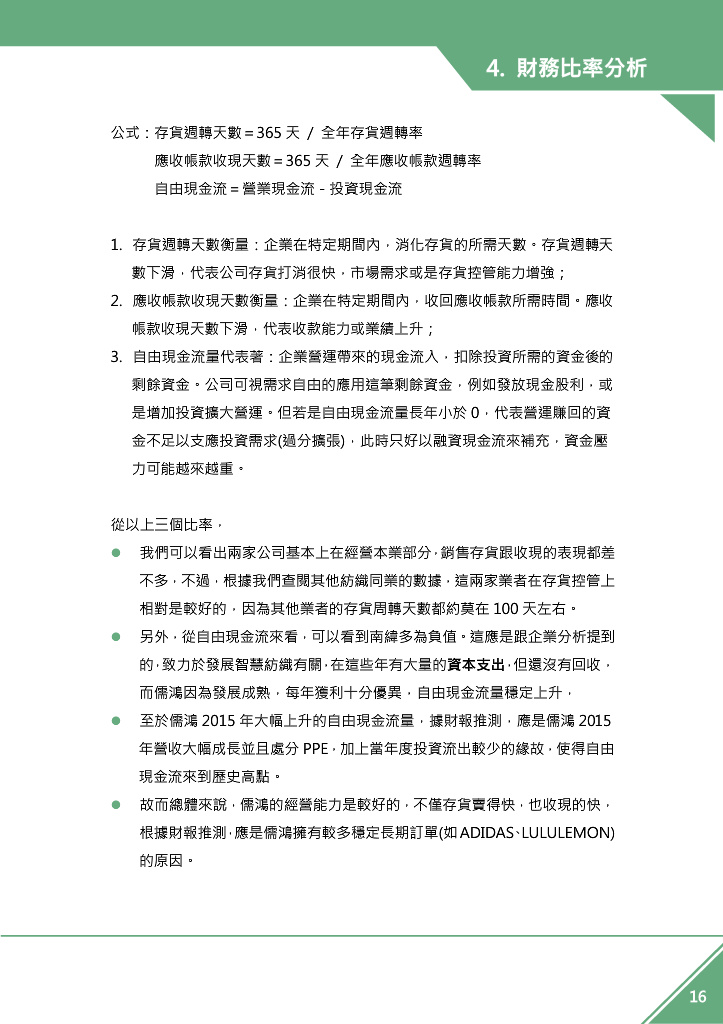 4. 財務比率分析
公式：存貨週轉天數＝365 天 / 全年存貨週轉率
應收帳款收現天數＝365 天 / 全年應收帳款週轉率
自由現金流＝營業現金流－投資現金流
1. 存貨週轉天數衡量：企業在特定期間內，消化存貨的所需天數。存貨週轉天
數下滑，代表公司存貨打消很快，市場需求或是存貨控管能力增強；
2. 應收帳款收現天數衡量：企業在特定期間內，收回應收帳款所需時間。應收
帳款收現天數下滑，代表收款能力或業績上升；
3. 自由現金流量代表著：企業營運帶來的現金流入，扣除投資所需的資金後的
剩餘資金。公司可視需求自由的應用這筆剩餘資金，例如發放現金股利，或
是增加投資擴大營運。但若是自由現金流量長年小於 0，代表營運賺回的資
金不足以支應投資需求(過分擴張)，此時只好以融資現金流來補充，資金壓
力可能越來越重。
從以上三個比率，
● 我們可以看出兩家公司基本上在經營本業部分，銷售存貨跟收現的表現都差
不多，不過，根據我們查閱其他紡織同業的數據，這兩家業者在存貨控管上
相對是較好的，因為其他業者的存貨周轉天數都約莫在 100 天左右。
● 另外，從自由現金流來看，可以看到南緯多為負值。這應是跟企業分析提到
的，致力於發展智慧紡織有關，在這些年有大量的資本支出，但還沒有回收，
而儒鴻因為發展成熟，每年獲利十分優異，自由現金流量穩定上升，
● 至於儒鴻 2015 年大幅上升的自由現金流量，據財報推測，應是儒鴻 2015
年營收大幅成長並且處分 PPE，加上當年度投資流出較少的緣故，使得自由
現金流來到歷史高點。
● 故而總體來說，儒鴻的經營能力是較好的，不僅存貨賣得快，也收現的快，
根據財報推測，應是儒鴻擁有較多穩定長期訂單(如 ADIDAS、LULULEMON)
的原因。
16